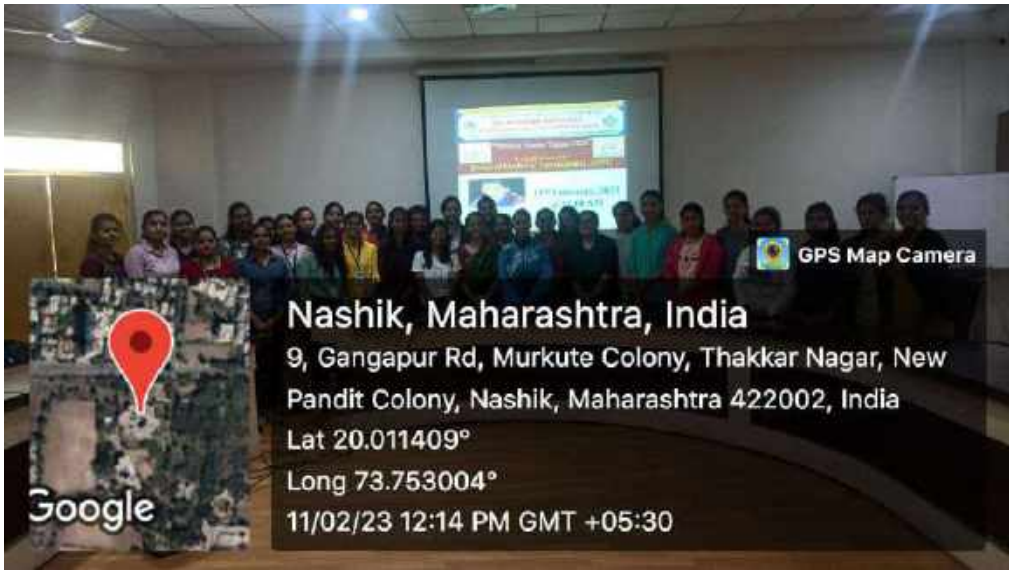 GPS Map Camera
Nashik, Maharashtra, India
9, Gangapur Rd, Murkute Colony, Thakkar Nagar, New
Pandit Colony, Nashik, Maharashtra 422002, India
Lat 20.011409°
Long 73.753004°
11/02/23 12:14 PM GMT +05:30
Google